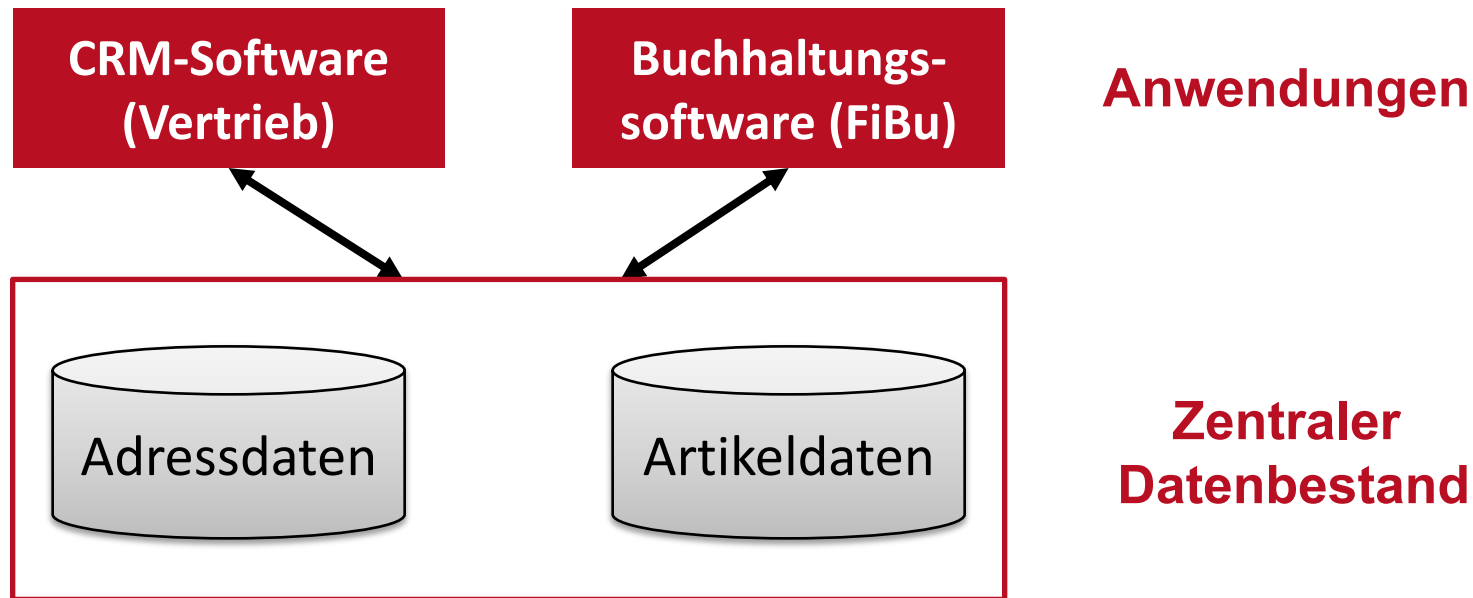 CRM-Software
(Vertrieb)
Buchhaltungs-
software (FiBu)
Anwendungen
Adressdaten
Artikeldaten
Zentraler
Datenbestand